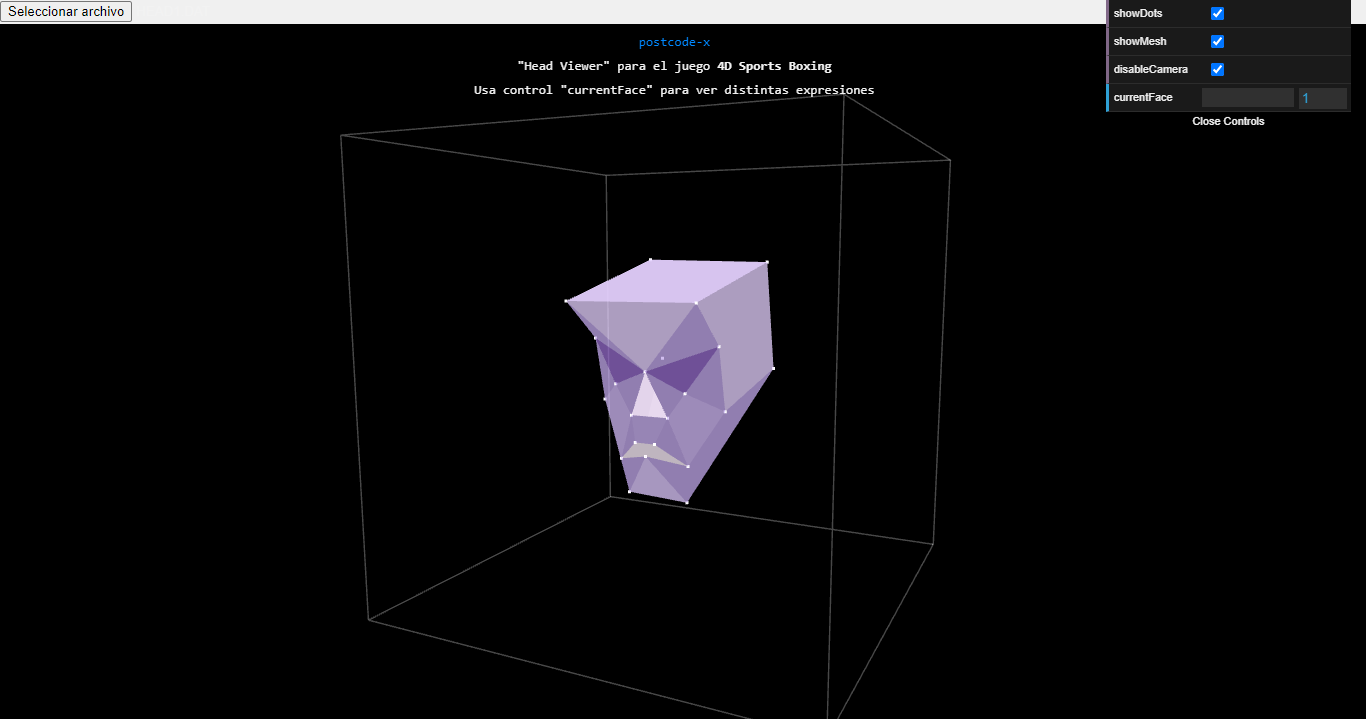 Seleccionar archivo
postcode-x
"Head Viewer" para el juego 4D Sports Boxing
Usa control "currentFace" para ver distintas expresiones
showDots
showMesh
disableCamera
currentFace 1
Close Controls